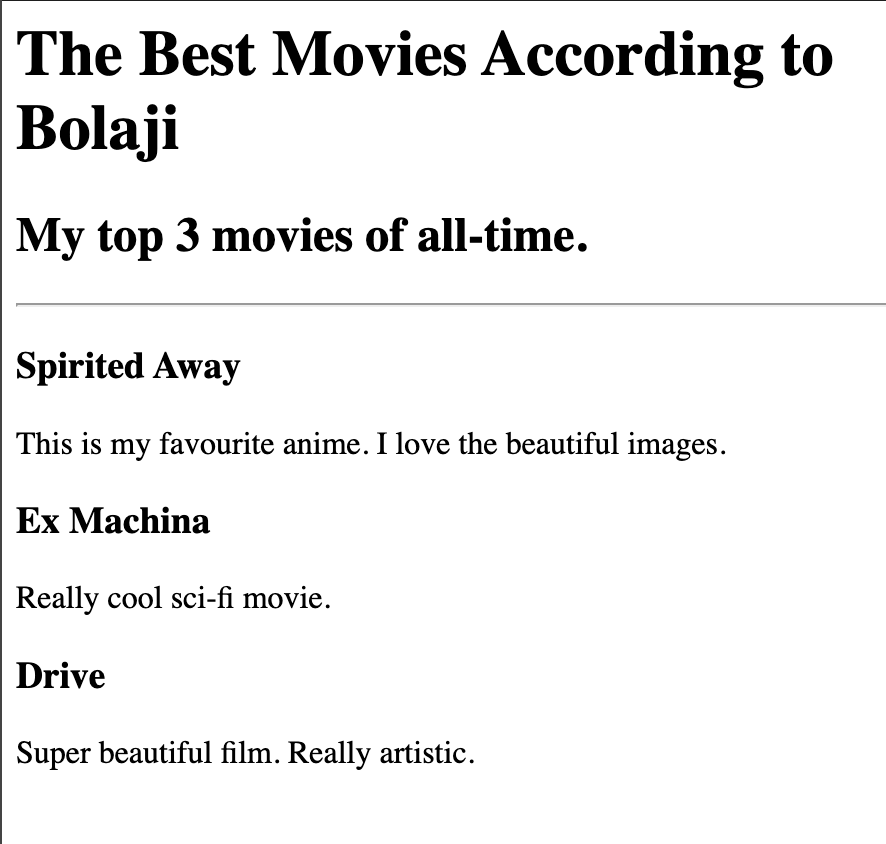 The Best Movies According to
Bolaji
My top 3 movies of all-time.
Spirited Away
This is my favourite anime. I love the beautiful images.
Ex Machina
Really cool sci-fi movie.
Drive
Super beautiful film. Really artistic.